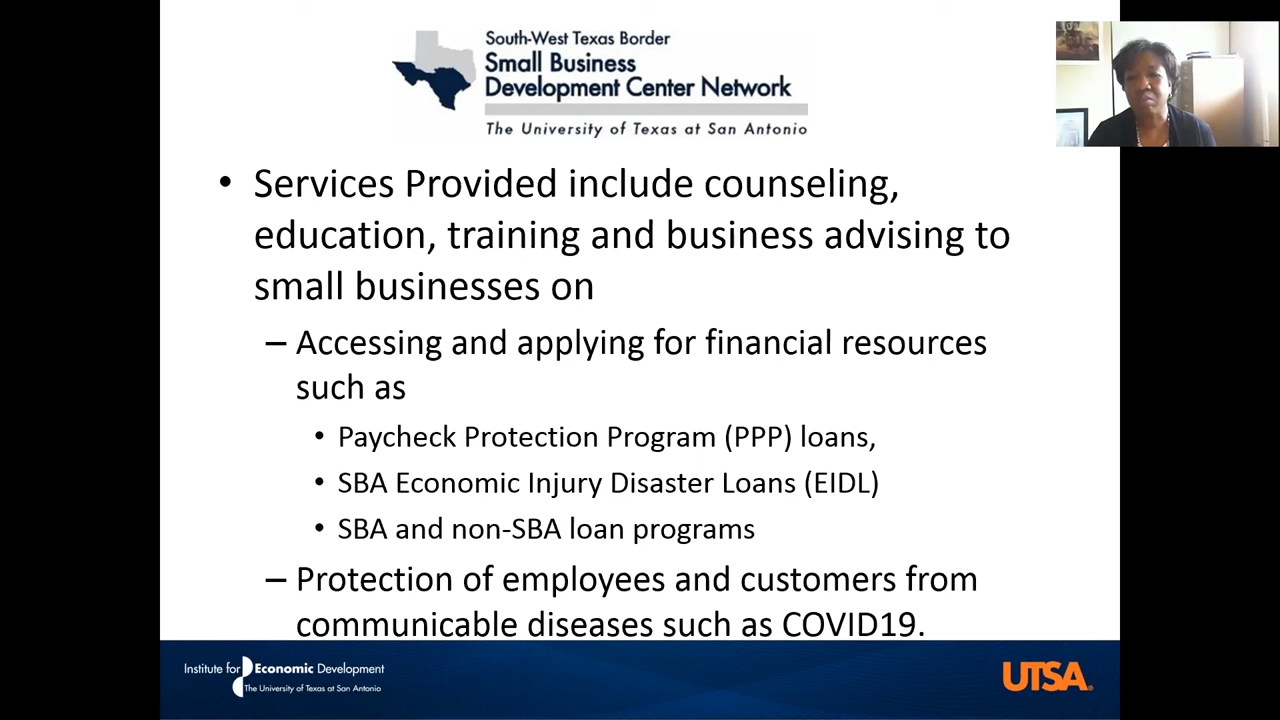 South-West Texas Border
Small Business
Development Center Network
The University of Texas at San Antonio
• Services Provided include counseling,
education, training and business advising to
small businesses on
– Accessing and applying for financial resources
such as
• Paycheck Protection Program (PPP) loans,
• SBA Economic Injury Disaster Loans (EIDL)
• SBA and non-SBA loan programs
– Protection of employees and customers from
communicable diseases such as COVID19.
Institute for Economic Development
The University of Texas at San Antonio
UTSA